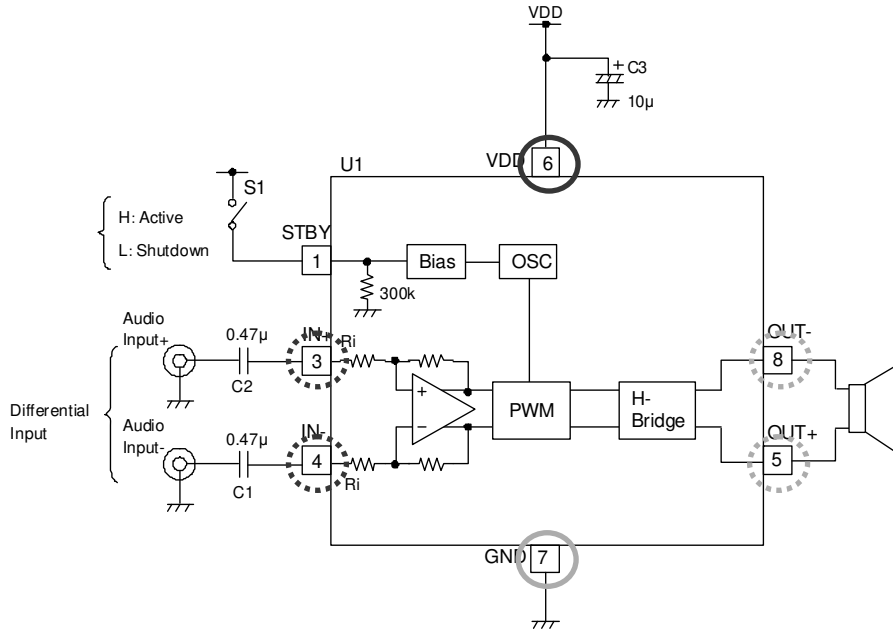 VDD
C3
10µ
+
VDD
6
U1
S1
H: Active
L: Shutdown
STBY
1
Bias
OSC
300k
Audio
Input+
0.47µ
C2
IN+
3
Ri
OUT-
8
Differential
Input
+
−
PWM
H-
Bridge
Audio
Input-
0.47µ
C1
IN-
4
Ri
OUT+
5
GND
7